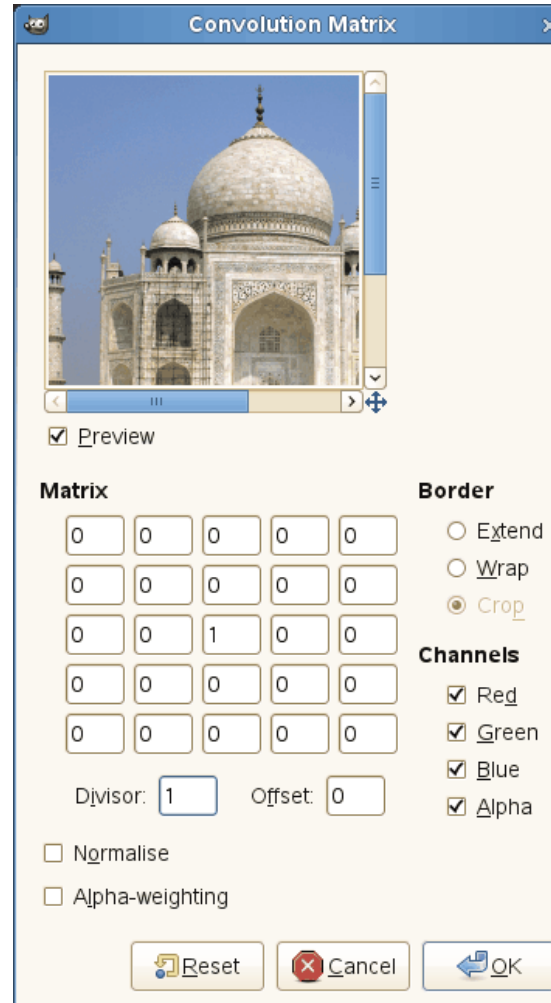 Convolution Matrix
Preview
Matrix
0 0 0 0 0
0 0 0 0 0
0 0 1 0 0
0 0 0 0 0
0 0 0 0 0
Divisor: 1 Offset: 0
Normalise
Alpha-weighting
Border
Extend
Wrap
Crop
Channels
Red
Green
Blue
Alpha
Reset Cancel OK